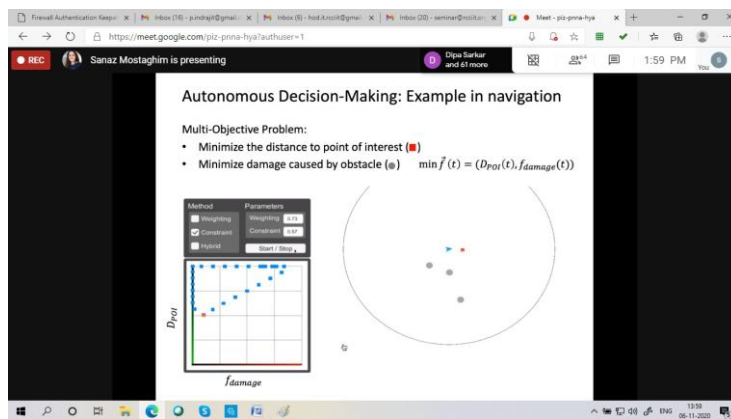 Firewall Authentication Keepal
Inbox (16) - p.indrajit@gmail.
Inbox (9) - hod.it.rcciit@gmai
Inbox (20) - seminar@rcciit.or
Meet - piz-pnna-hya
https://meet.google.com/piz-pnna-hya?authuser=1
REC
Sanaz Mostaghim is presenting
D
Dipa Sarkar
and 61 more
64
1:59 PM
You
Autonomous Decision-Making: Example in navigation
Multi-Objective Problem:
• Minimize the distance to point of interest (■)
• Minimize damage caused by obstacle (●) min f⃗ (t) = (D_POI(t), f_damage(t))
Method Parameters
Weighting Weighting 0.73
Constraint Constraint 0.57
Hybrid Start / Stop
D_POI
f_damage
ENG
13:59
06-11-2020